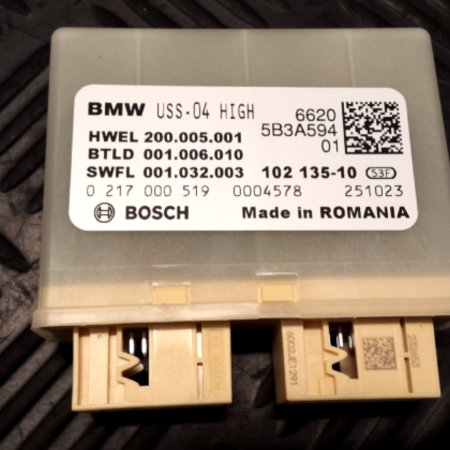 BMW USS-04 HIGH 6620
5B3A594
HWEL 200.005.001 01
BTLD 001.006.010
SWFL 001.032.003 102 135-10 53F
0 217 000 519 0004578 251023
BOSCH Made in ROMANIA